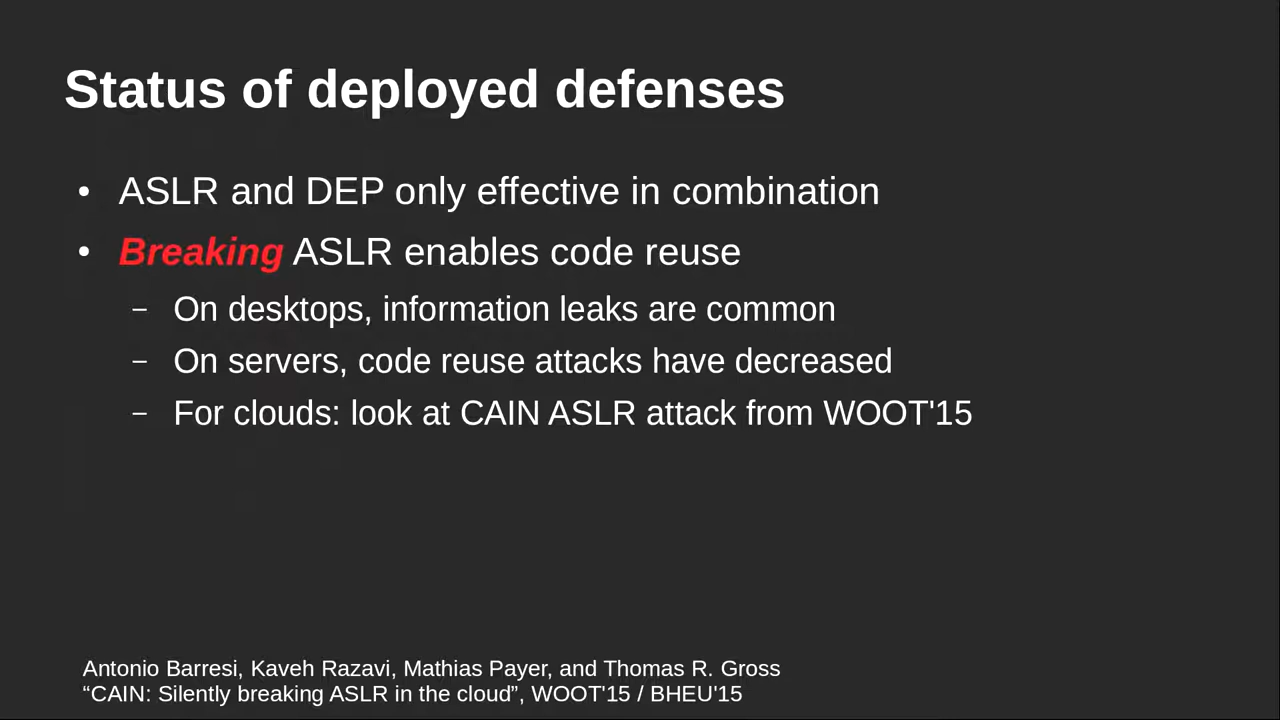 Status of deployed defenses
• ASLR and DEP only effective in combination
• Breaking ASLR enables code reuse
– On desktops, information leaks are common
– On servers, code reuse attacks have decreased
– For clouds: look at CAIN ASLR attack from WOOT'15
Antonio Barresi, Kaveh Razavi, Mathias Payer, and Thomas R. Gross
“CAIN: Silently breaking ASLR in the cloud”, WOOT'15 / BHEU'15